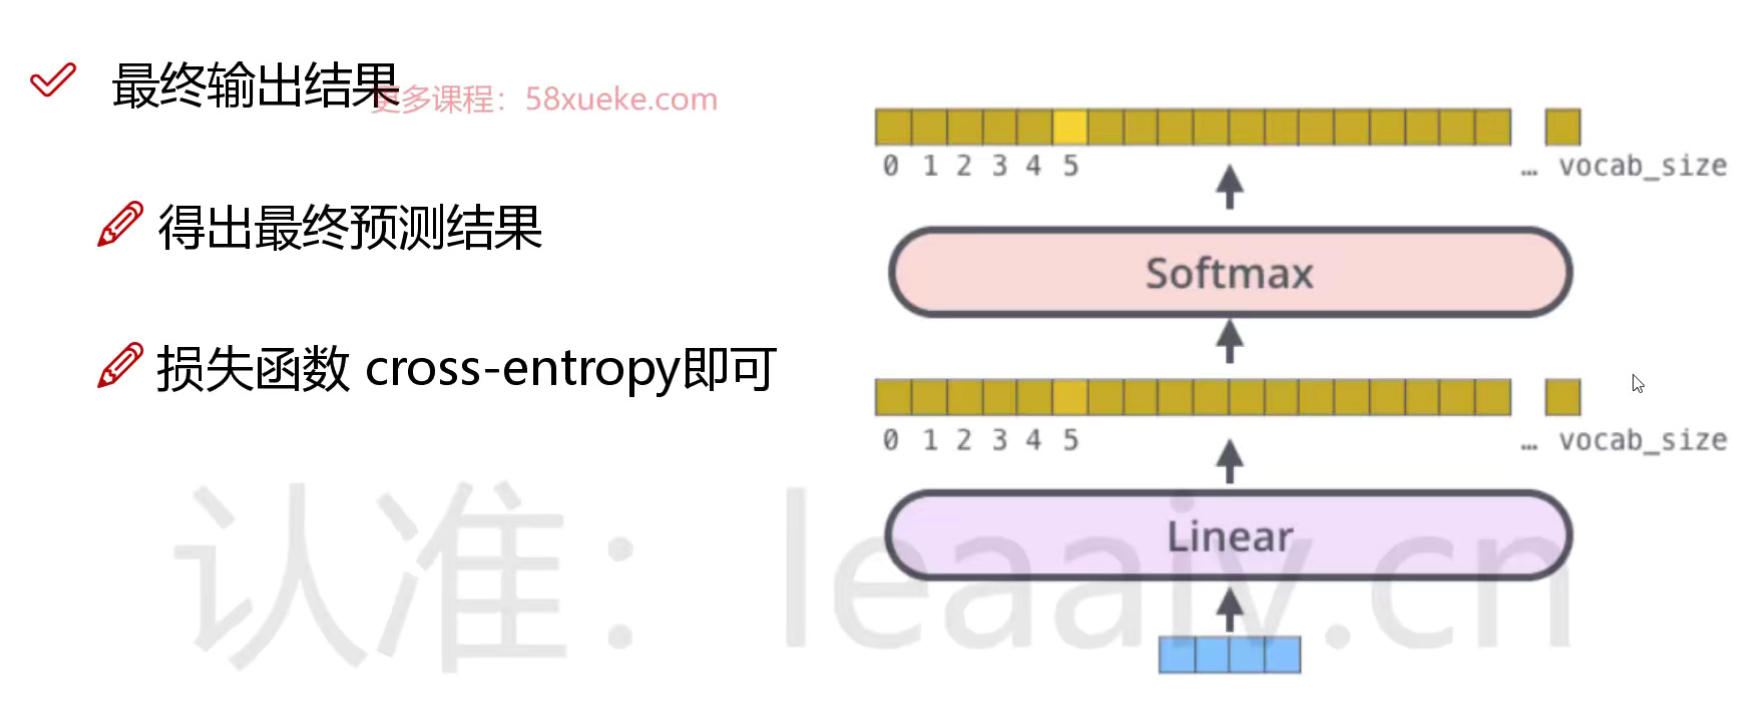 最终输出结果
更多课程：58xueke.com
得出最终预测结果
损失函数 cross-entropy即可
0 1 2 3 4 5 … vocab_size
Softmax
0 1 2 3 4 5 … vocab_size
Linear
认准：leaaiv.cn